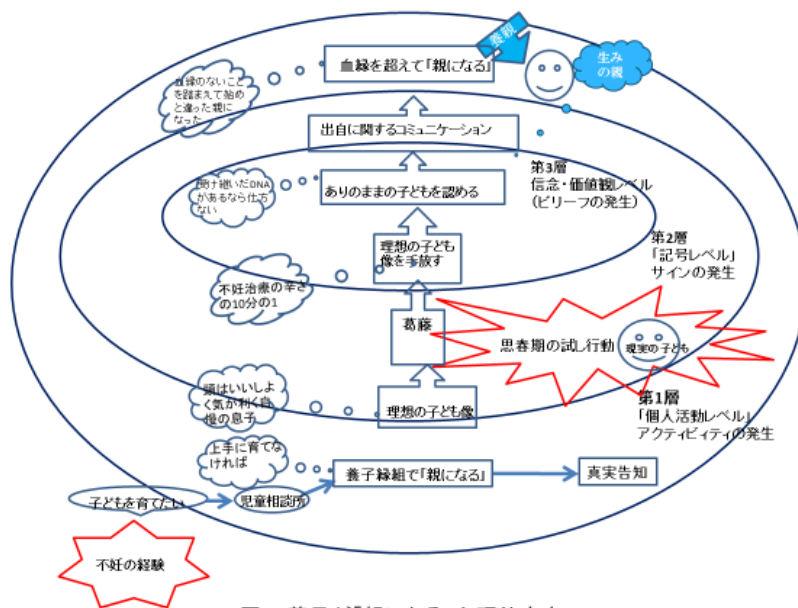 養親
血縁を超えて「親になる」
生み
の親
血縁のないこと
を踏まえて始め
と違った親に
なった
出自に関するコミュニケーション
第3層
信念・価値観レベル
(ビリーフの発生)
受け継いだDNA
があるなら仕方
ない
ありのままの子どもを認める
第2層
「記号レベル」
サインの発生
理想の子ども
像を手放す
不妊治療の辛さ
の10分の1
葛藤
思春期の試し行動
現実の子ども
第1層
「個人活動レベル」
アクティビィティの発生
頭はいいしよ
く気が利く自
慢の息子
理想の子ども像
上手に育てな
ければ
養子縁組で「親になる」
真実告知
子どもを育てたい
児童相談所
不妊の経験